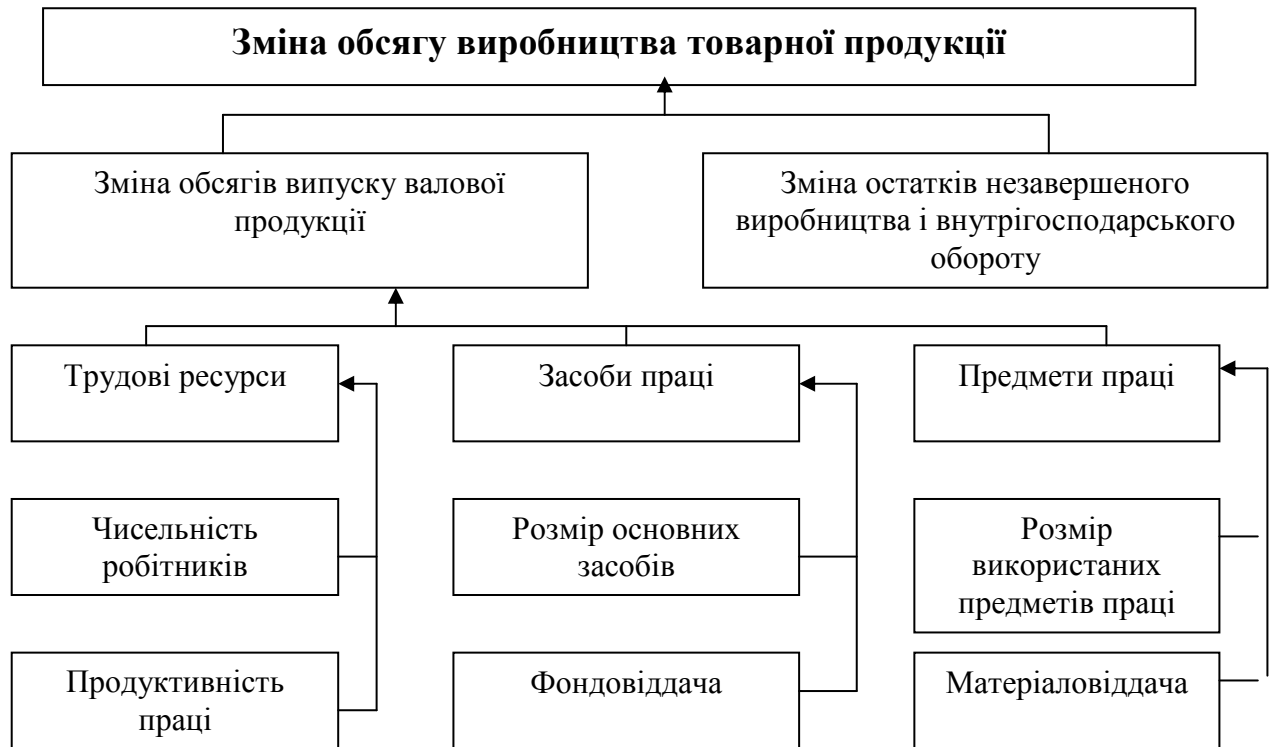 Зміна обсягу виробництва товарної продукції
Зміна обсягів випуску валової
продукції
Зміна остатків незавершеного
виробництва і внутрігосподарського
обороту
Трудові ресурси
Засоби праці
Предмети праці
Чисельність
робітників
Розмір основних
засобів
Розмір
використаних
предметів праці
Продуктивність
праці
Фондовіддача
Матеріаловіддача